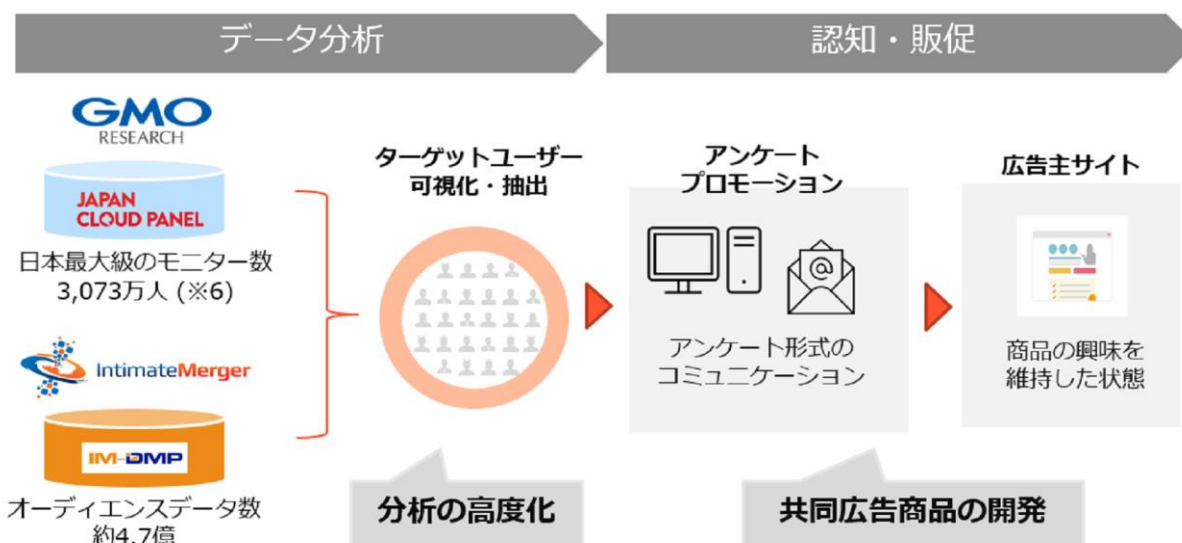 データ分析
認知・販促
GMO
RESEARCH
JAPAN
CLOUD PANEL
日本最大級のモニター数
3,073万人 (※6)
IntimateMerger
IM-DMP
オーディエンスデータ数
約4.7億
ターゲットユーザー
可視化・抽出
分析の高度化
アンケート
プロモーション
@
アンケート形式の
コミュニケーション
広告主サイト
商品の興味を
維持した状態
共同広告商品の開発